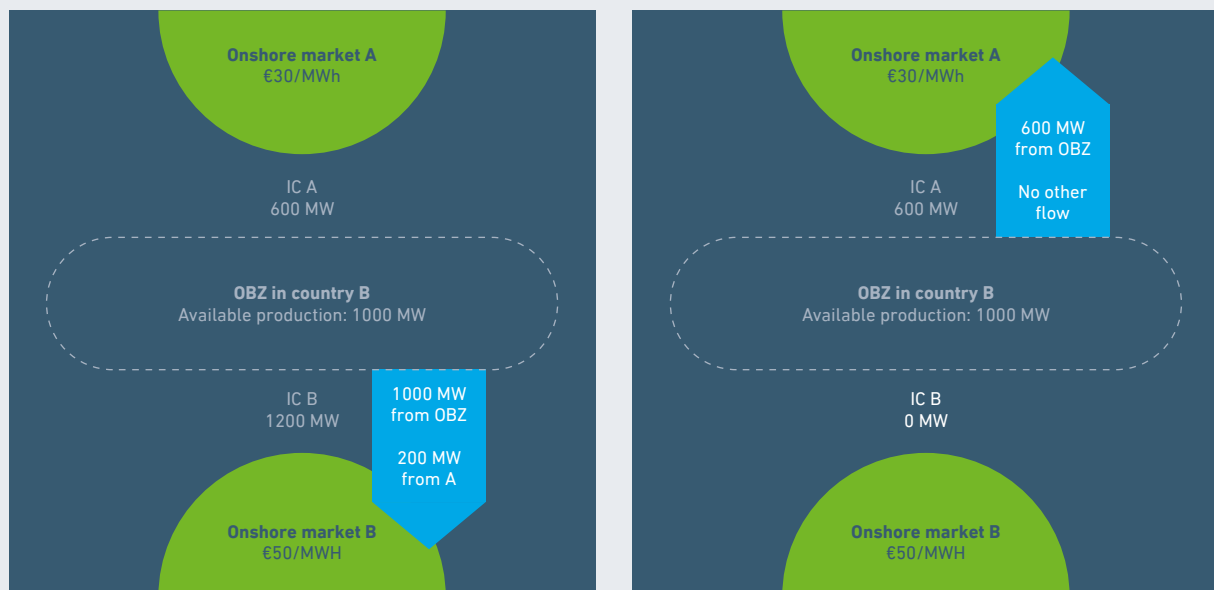 Onshore market A
€30/MWh
IC A
600 MW
OBZ in country B
Available production: 1000 MW
IC B
1200 MW
1000 MW
from OBZ
200 MW
from A
Onshore market B
€50/MWH
Onshore market A
€30/MWh
600 MW
from OBZ
No other
flow
IC A
600 MW
OBZ in country B
Available production: 1000 MW
IC B
0 MW
Onshore market B
€50/MWH